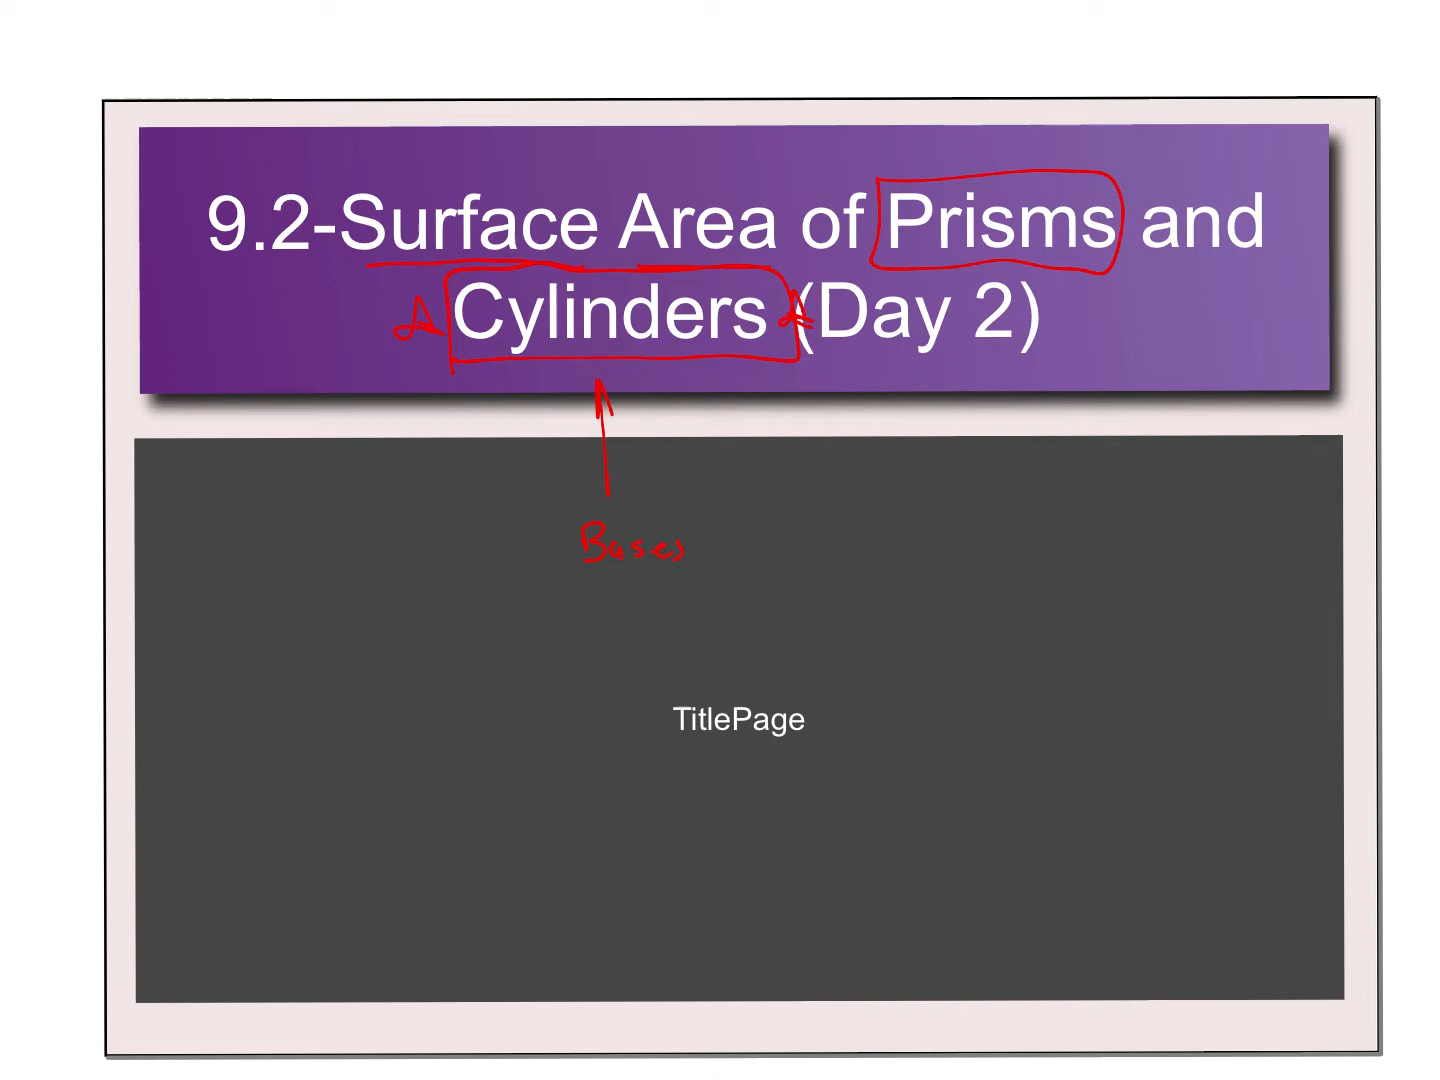 9.2-Surface Area of Prisms and
Cylinders (Day 2)
Bases
TitlePage